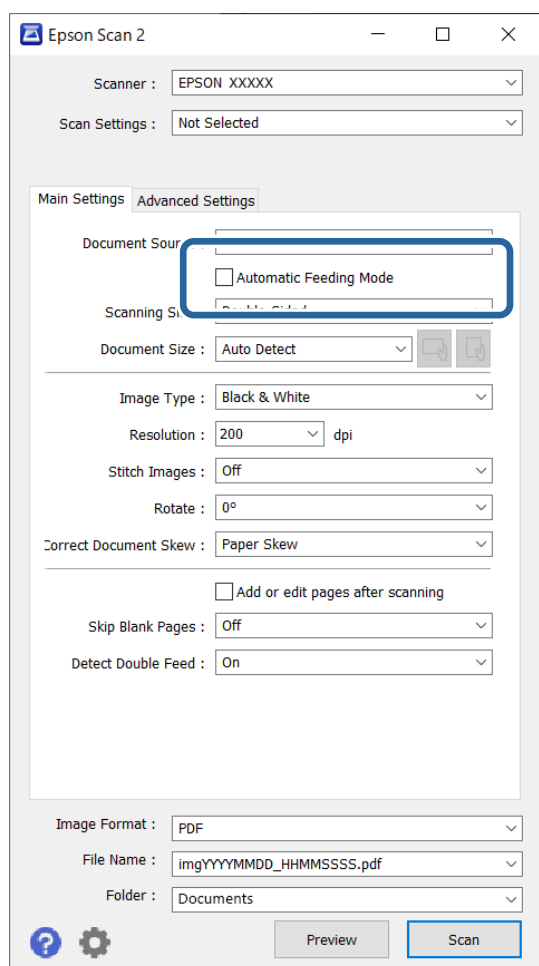 Epson Scan 2
Scanner : EPSON XXXXX
Scan Settings : Not Selected
Main Settings Advanced Settings
Document
Automatic Feeding Mode
Scanning
Document Size : Auto Detect
Image Type : Black & White
Resolution : 200 dpi
Stitch Images : Off
Rotate : 0°
Correct Document Skew : Paper Skew
Add or edit pages after scanning
Skip Blank Pages : Off
Detect Double Feed : On
Image Format : PDF
File Name : imgYYYYMMDD_HHMMSSSS.pdf
Folder : Documents
? Preview Scan